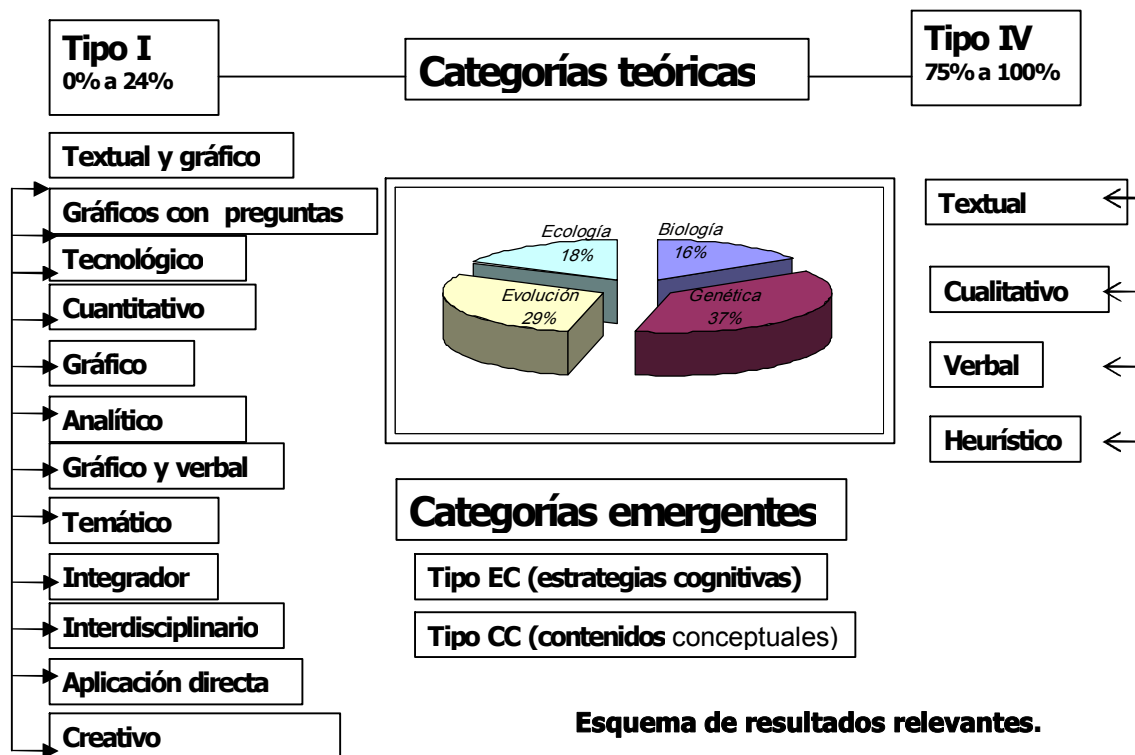 Tipo I
0% a 24%
Categorías teóricas
Tipo IV
75% a 100%
Textual y gráfico
Gráficos con preguntas
Tecnológico
Cuantitativo
Gráfico
Analítico
Gráfico y verbal
Temático
Integrador
Interdisciplinario
Aplicación directa
Creativo
Ecología
18%
Biología
16%
Evolución
29%
Genética
37%
Textual
Cualitativo
Verbal
Heurístico
Categorías emergentes
Tipo EC (estrategias cognitivas)
Tipo CC (contenidos conceptuales)
Esquema de resultados relevantes.